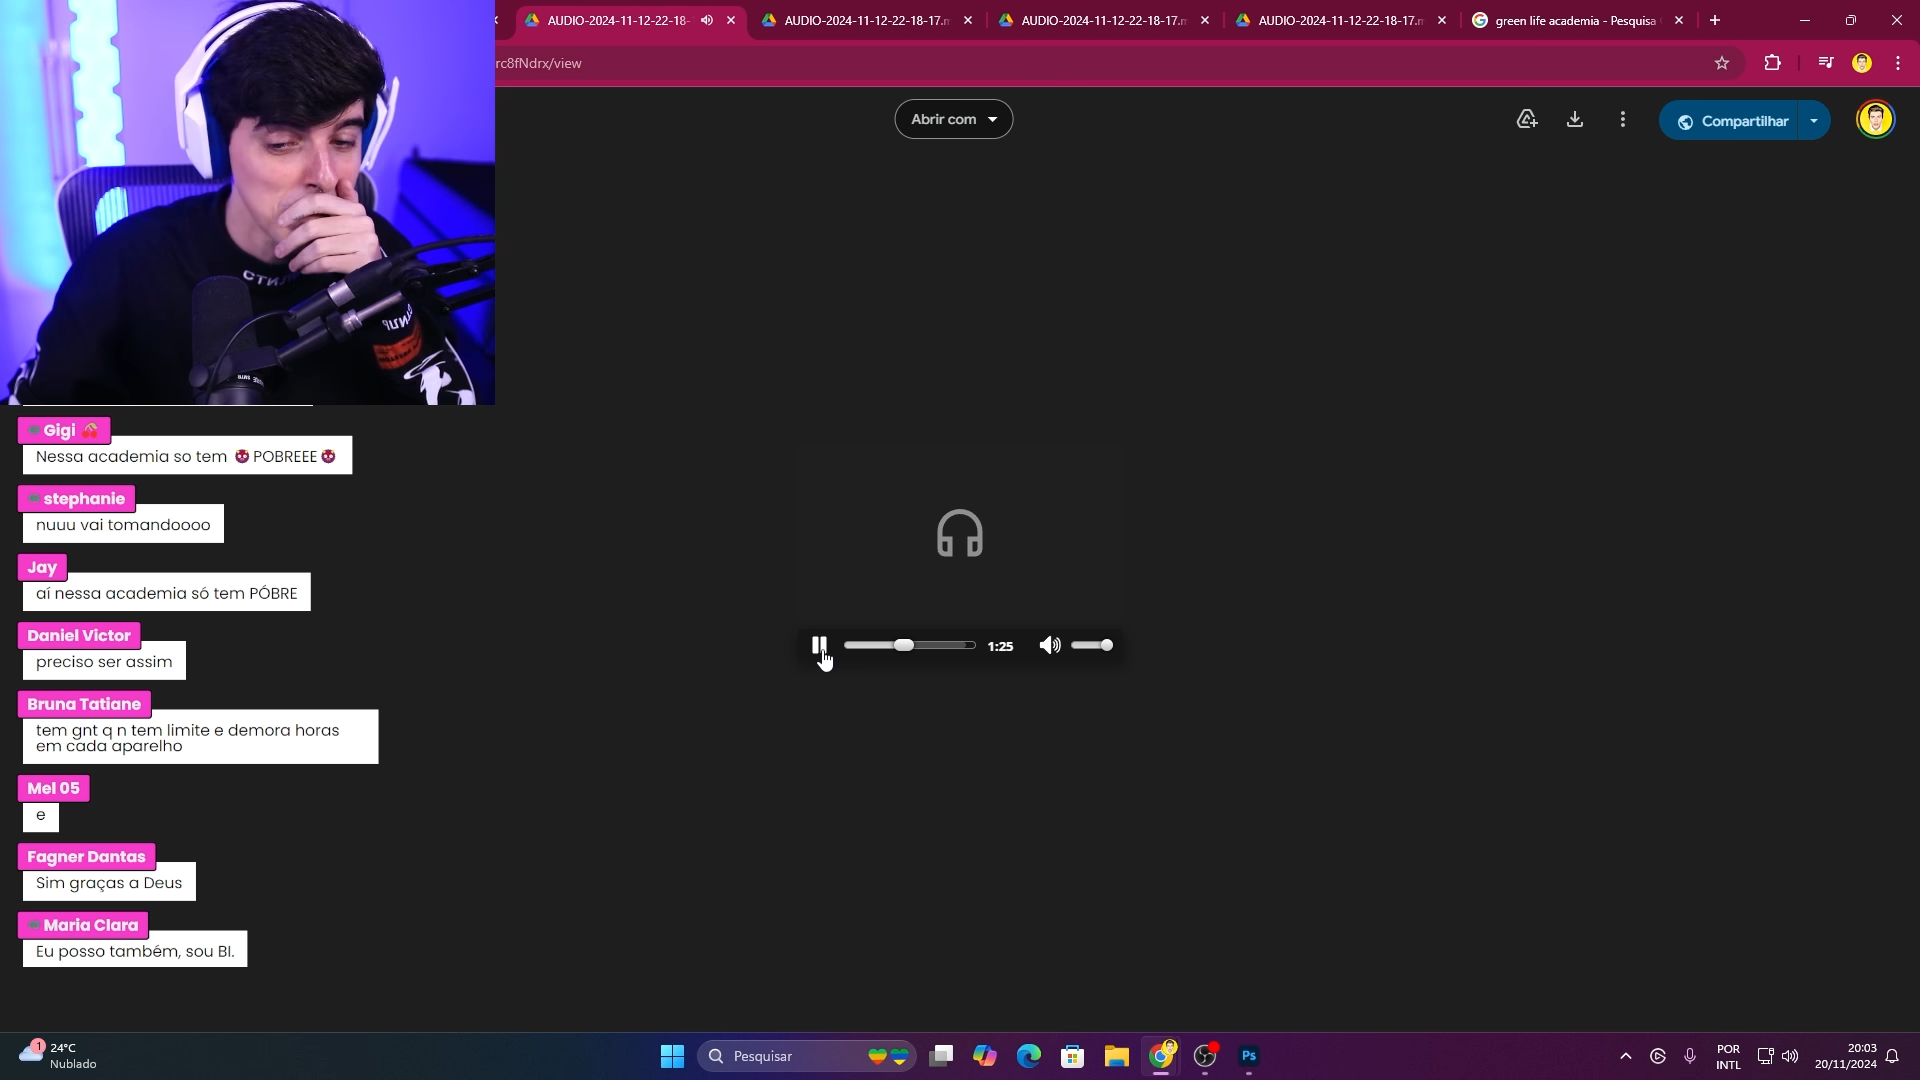 AUDIO-2024-11-12-22-18-
AUDIO-2024-11-12-22-18-17.m
AUDIO-2024-11-12-22-18-17.m
AUDIO-2024-11-12-22-18-17.m
green life academia - Pesquisa
rc8fNdrx/view
Abrir com
Compartilhar
Gigi 🍒
Nessa academia so tem 👹POBREEE👹
stephanie
nuuu vai tomandoooo
Jay
aí nessa academia só tem PÓBRE
Daniel Victor
preciso ser assim
Bruna Tatiane
tem gnt q n tem limite e demora horas
em cada aparelho
Mel 05
e
Fagner Dantas
Sim graças a Deus
Maria Clara
Eu posso também, sou BI.
1:25
1
24°C
Nublado
Pesquisar
Ps
POR
INTL
20:03
20/11/2024